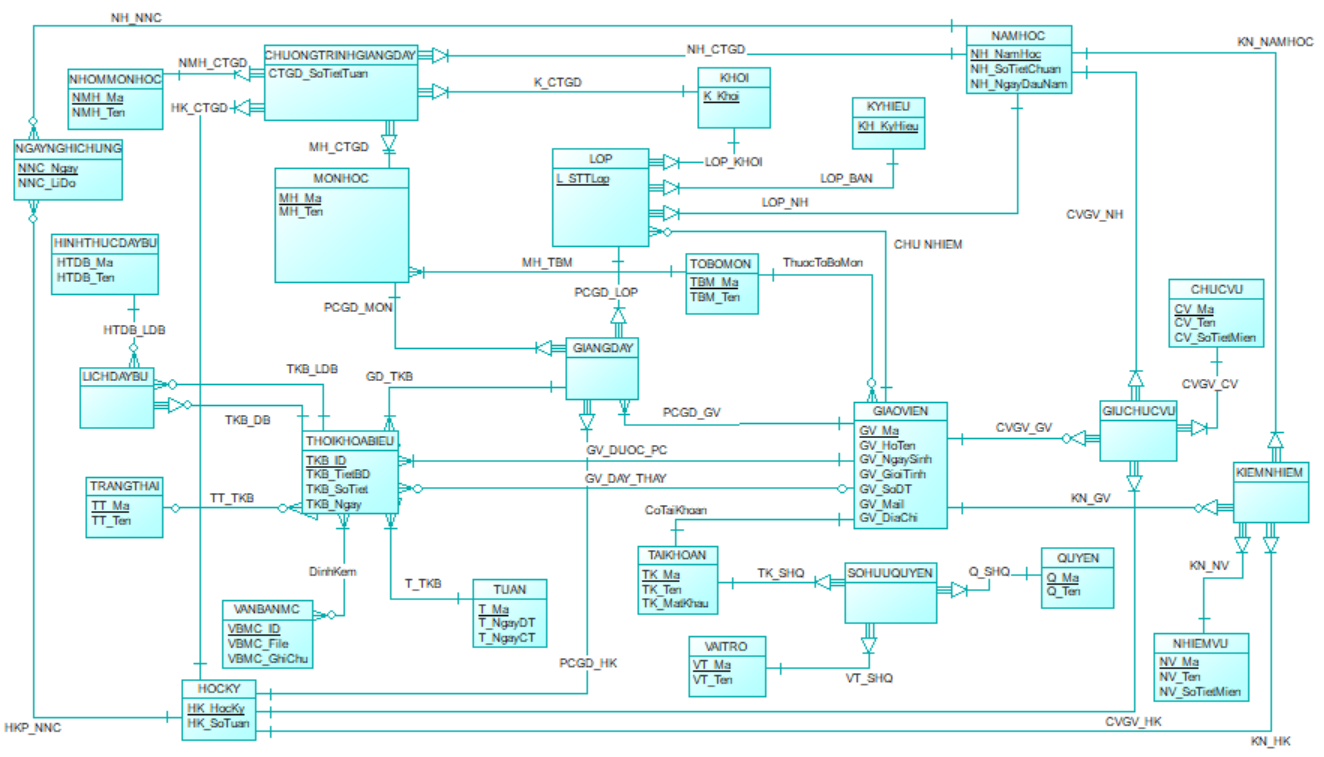 NH_NNC
CHUONGTRINHGIANGDAY
CTGD_SoTietTuan
NH_CTGD
NAMHOC
NH_NamHoc
NH_SoTietChuan
NH_NgayDauNam
KN_NAMHOC
NHOMMONHOC
NMH_Ma
NMH_Ten
NMH_CTGD
HK_CTGD
K_CTGD
KHOI
K_Khoi
KYHIEU
KH_KyHieu
NGAYNGHICHUNG
NNC_Ngay
NNC_LiDo
MH_CTGD
MONHOC
MH_Ma
MH_Ten
LOP
L_STTLop
LOP_KHOI
LOP_BAN
LOP_NH
CVGV_NH
CHU NHIEM
HINHTHUCDAYBU
HTDB_Ma
HTDB_Ten
MH_TBM
TOBOMON
TBM_Ma
TBM_Ten
ThuocToBoMon
PCGD_MON
PCGD_LOP
CHUCVU
CV_Ma
CV_Ten
CV_SoTietMien
HTDB_LDB
GIANGDAY
LICHDAYBU
TKB_LDB
GD_TKB
TKB_DB
PCGD_GV
CVGV_CV
GIAOVIEN
GV_Ma
GV_HoTen
GV_NgaySinh
GV_GioiTinh
GV_SoDT
GV_Mail
GV_DiaChi
CVGV_GV
GIUCHUCVU
THOIKHOABIEU
TKB_ID
TKB_TietBD
TKB_SoTiet
TKB_Ngay
GV_DUOC_PC
GV_DAY_THAY
TRANGTHAI
TT_Ma
TT_Ten
TT_TKB
KIEMNHIEM
KN_GV
CoTaiKhoan
DinhKem
T_TKB
TAIKHOAN
TK_Ma
TK_Ten
TK_MatKhau
TK_SHQ
SOHUUQUYEN
Q_SHQ
QUYEN
Q_Ma
Q_Ten
KN_NV
VANBANMC
VBMC_ID
VBMC_File
VBMC_GhiChu
TUAN
T_Ma
T_NgayDT
T_NgayCT
VAITRO
VT_Ma
VT_Ten
VT_SHQ
NHIEMVU
NV_Ma
NV_Ten
NV_SoTietMien
PCGD_HK
HOCKY
HK_HocKy
HK_SoTuan
HKP_NNC
CVGV_HK
KN_HK